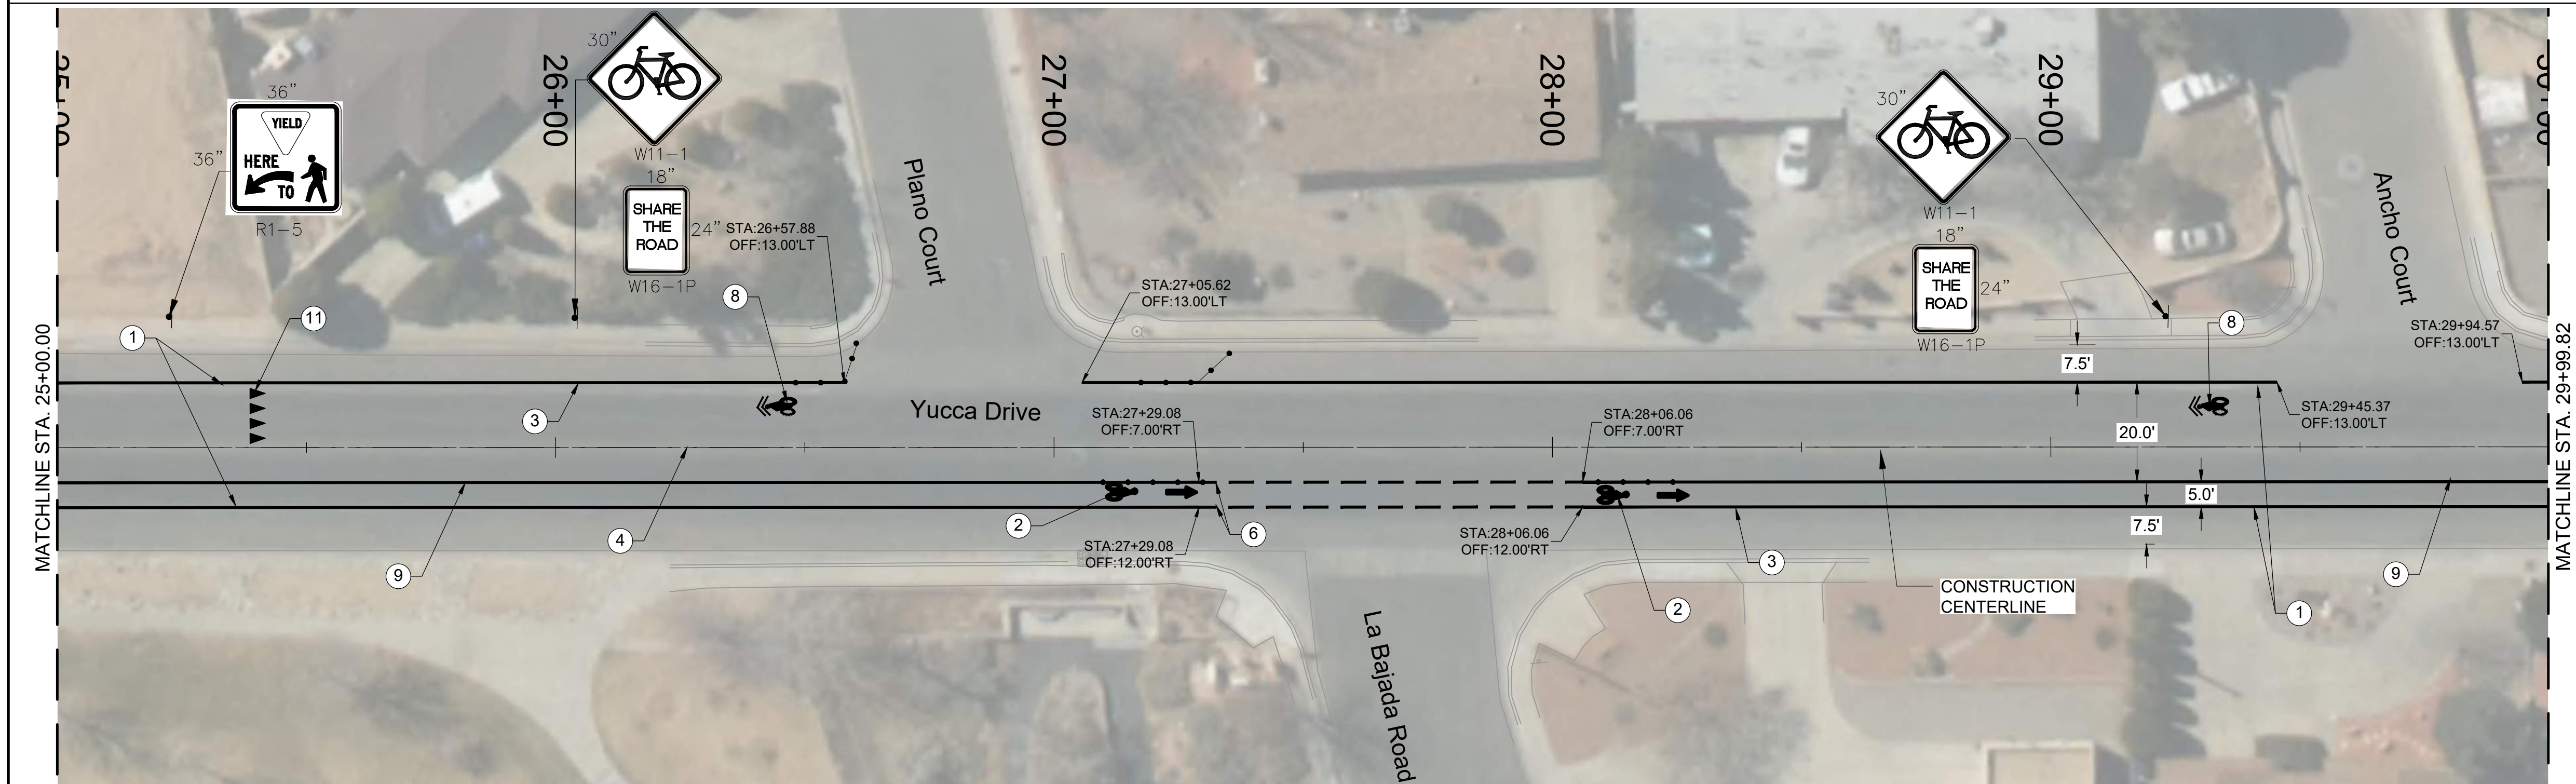 25+00
26+00
27+00
28+00
29+00
30+00
36"
36"
YIELD
HERE
TO
R1-5
30"
W11-1
18"
SHARE
THE
ROAD
24"
W16-1P
STA:26+57.88
OFF:13.00'LT
8
Plano Court
STA:27+05.62
OFF:13.00'LT
30"
W11-1
18"
SHARE
THE
ROAD
24"
W16-1P
Ancho Court
8
STA:29+94.57
OFF:13.00'LT
MATCHLINE STA. 25+00.00
1
11
3
Yucca Drive
STA:27+29.08
OFF:7.00'RT
STA:28+06.06
OFF:7.00'RT
7.5'
20.0'
STA:29+45.37
OFF:13.00'LT
MATCHLINE STA. 29+99.82
5.0'
7.5'
2
4
9
STA:27+29.08
OFF:12.00'RT
6
STA:28+06.06
OFF:12.00'RT
3
2
CONSTRUCTION
CENTERLINE
9
1
La Bajada Road